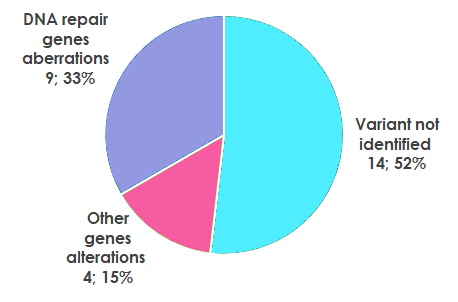 DNA repair
genes
aberrations
9; 33%
Variant not
identified
14; 52%
Other
genes
alterations
4; 15%